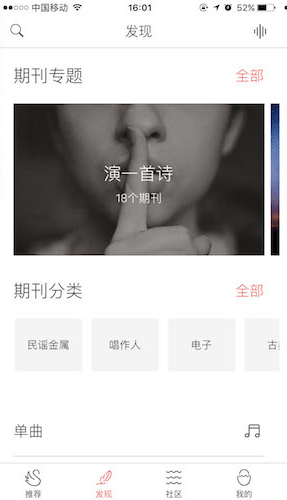 中国移动 16:01 52%
发现
期刊专题 全部
演一首诗
18个期刊
期刊分类 全部
民谣金属 唱作人 电子
单曲
推荐 发现 社区 我的